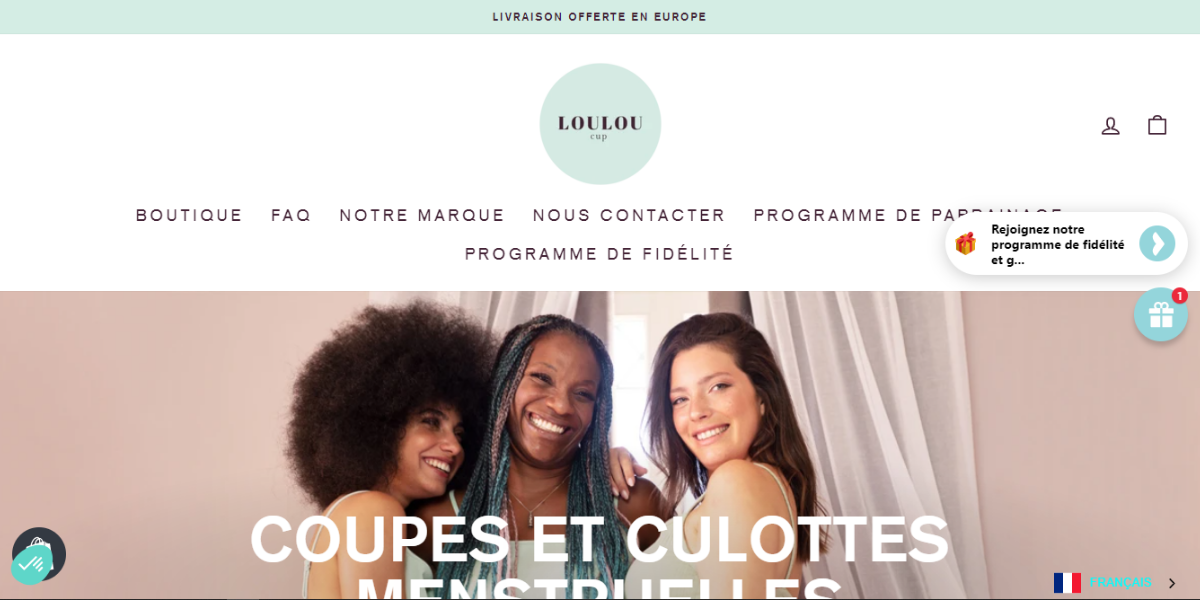 LIVRAISON OFFERTE EN EUROPE
LOULOU
cup
BOUTIQUE FAQ NOTRE MARQUE NOUS CONTACTER PROGRAMME DE PARRAINAGE
PROGRAMME DE FIDÉLITÉ
Rejoignez notre
programme de fidélité
et g...
1
COUPES ET CULOTTES
MENSTRUELLES
FRANÇAIS